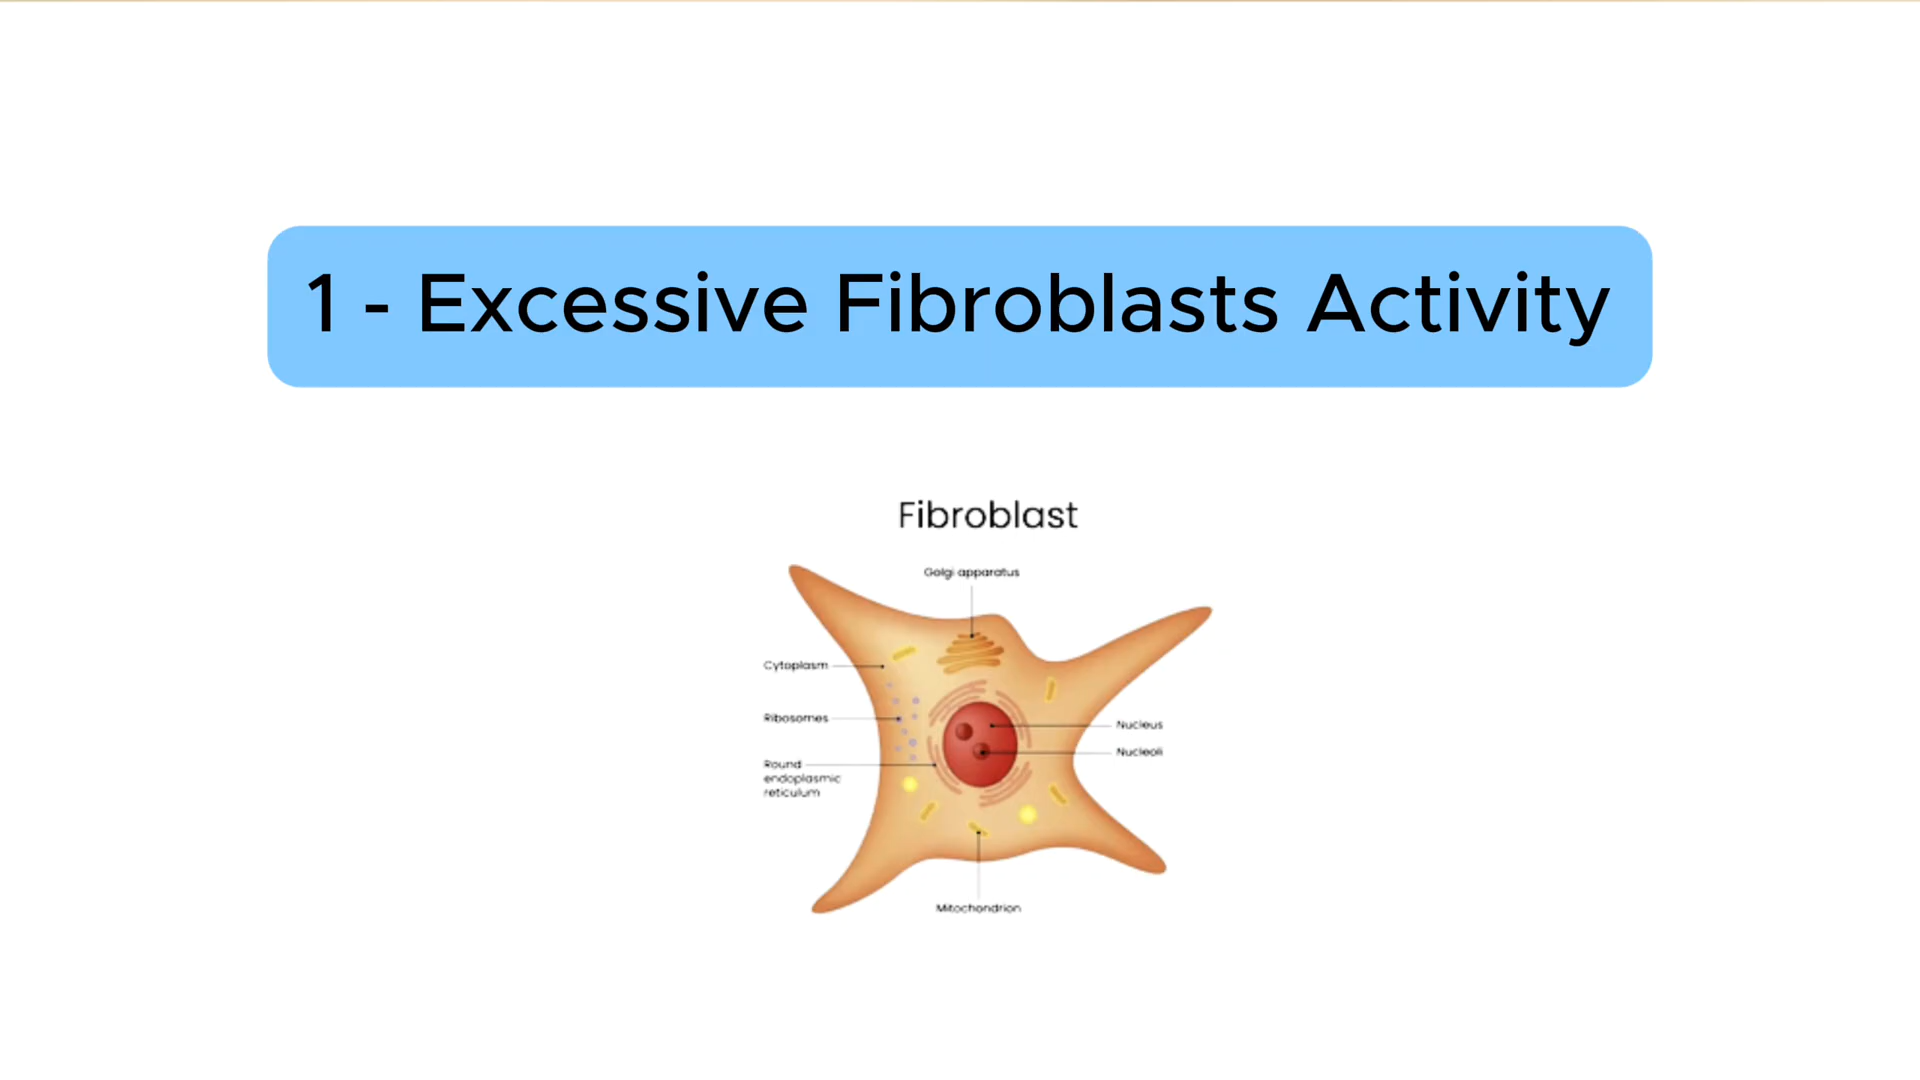 1 - Excessive Fibroblasts Activity
Fibroblast
Golgi apparatus
Cytoplasm
Ribosomes
Nucleus
Nucleoli
Round
endoplasmic
reticulum
Mitochondrion